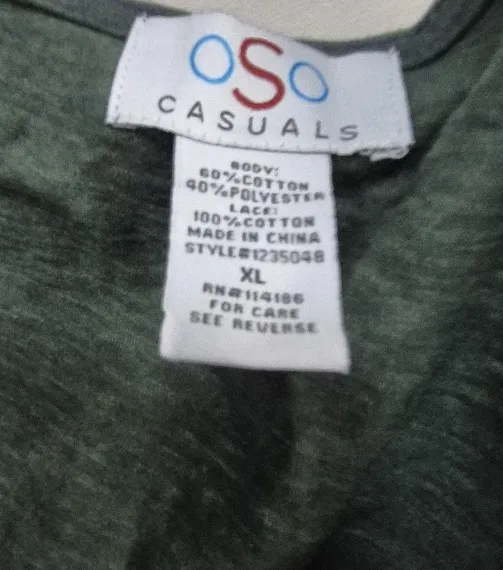 OSO
CASUALS
BODY:
60%COTTON
40%POLYESTER
LACE:
100%COTTON
MADE IN CHINA
STYLE#1235048
XL
RN#114186
FOR CARE
SEE REVERSE